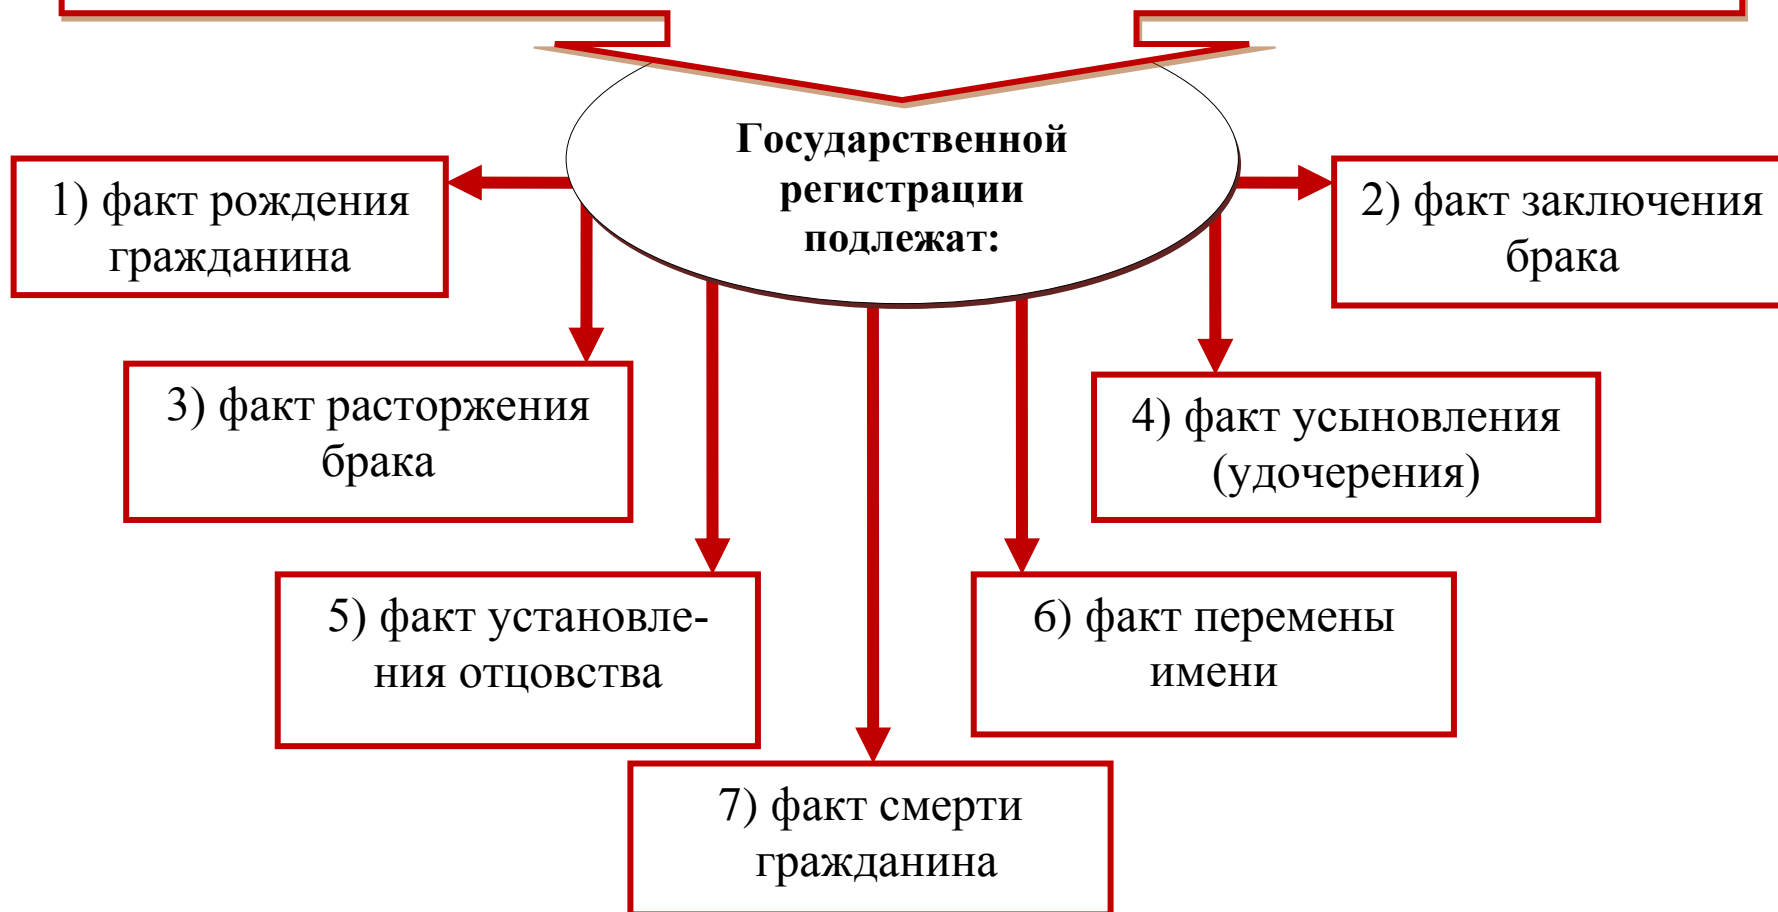 Государственной
регистрации
подлежат:
1) факт рождения
гражданина
2) факт заключения
брака
3) факт расторжения
брака
4) факт усыновления
(удочерения)
5) факт установле-
ния отцовства
6) факт перемены
имени
7) факт смерти
гражданина